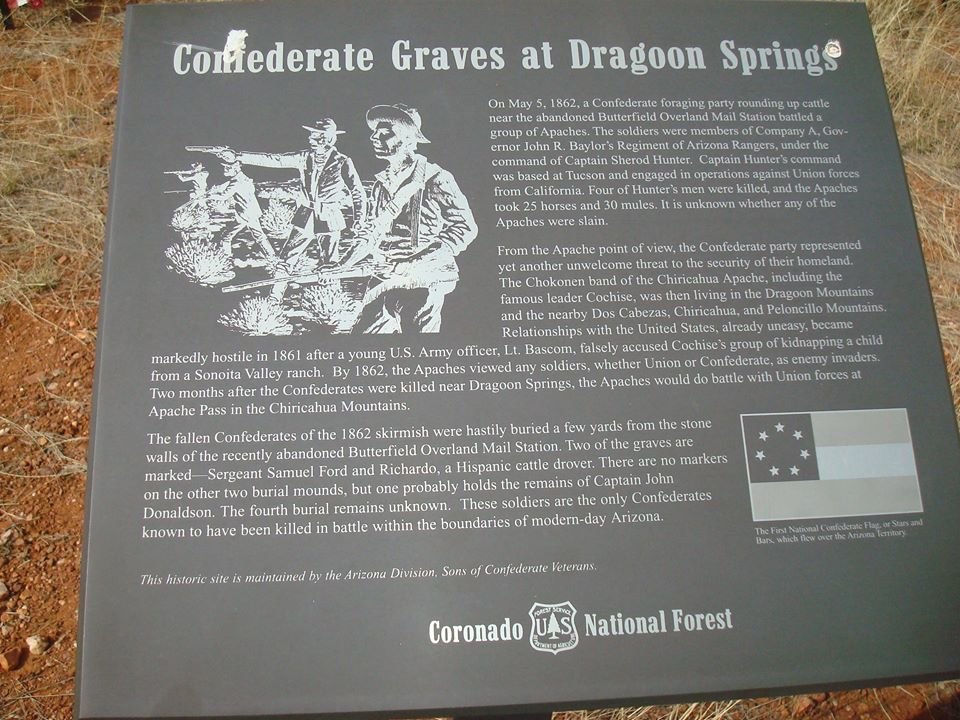 Confederate Graves at Dragoon Springs
On May 5, 1862, a Confederate foraging party rounding up cattle
near the abandoned Butterfield Overland Mail Station battled a
group of Apaches. The soldiers were members of Company A, Gov-
ernor John R. Baylor's Regiment of Arizona Rangers, under the
command of Captain Sherod Hunter. Captain Hunter's command
was based at Tucson and engaged in operations against Union forces
from California. Four of Hunter's men were killed, and the Apaches
took 25 horses and 30 mules. It is unknown whether any of the
Apaches were slain.
From the Apache point of view, the Confederate party represented
yet another unwelcome threat to the security of their homeland.
The Chokonen band of the Chiricahua Apache, including the
famous leader Cochise, was then living in the Dragoon Mountains
and the nearby Dos Cabezas, Chiricahua, and Peloncillo Mountains.
Relationships with the United States, already uneasy, became
markedly hostile in 1861 after a young U.S. Army officer, Lt. Bascom, falsely accused Cochise's group of kidnapping a child
from a Sonoita Valley ranch. By 1862, the Apaches viewed any soldiers, whether Union or Confederate, as enemy invaders.
Two months after the Confederates were killed near Dragoon Springs, the Apaches would do battle with Union forces at
Apache Pass in the Chiricahua Mountains.
The fallen Confederates of the 1862 skirmish were hastily buried a few yards from the stone
walls of the recently abandoned Butterfield Overland Mail Station. Two of the graves are
marked—Sergeant Samuel Ford and Richardo, a Hispanic cattle drover. There are no markers
on the other two burial mounds, but one probably holds the remains of Captain John
Donaldson. The fourth burial remains unknown. These soldiers are the only Confederates
known to have been killed in battle within the boundaries of modern-day Arizona.
The First National Confederate Flag, or Stars and
Bars, which flew over the Arizona Territory.
This historic site is maintained by the Arizona Division, Sons of Confederate Veterans.
Coronado National Forest
FOREST SERVICE
UAS
DEPARTMENT OF AGRICULTURE